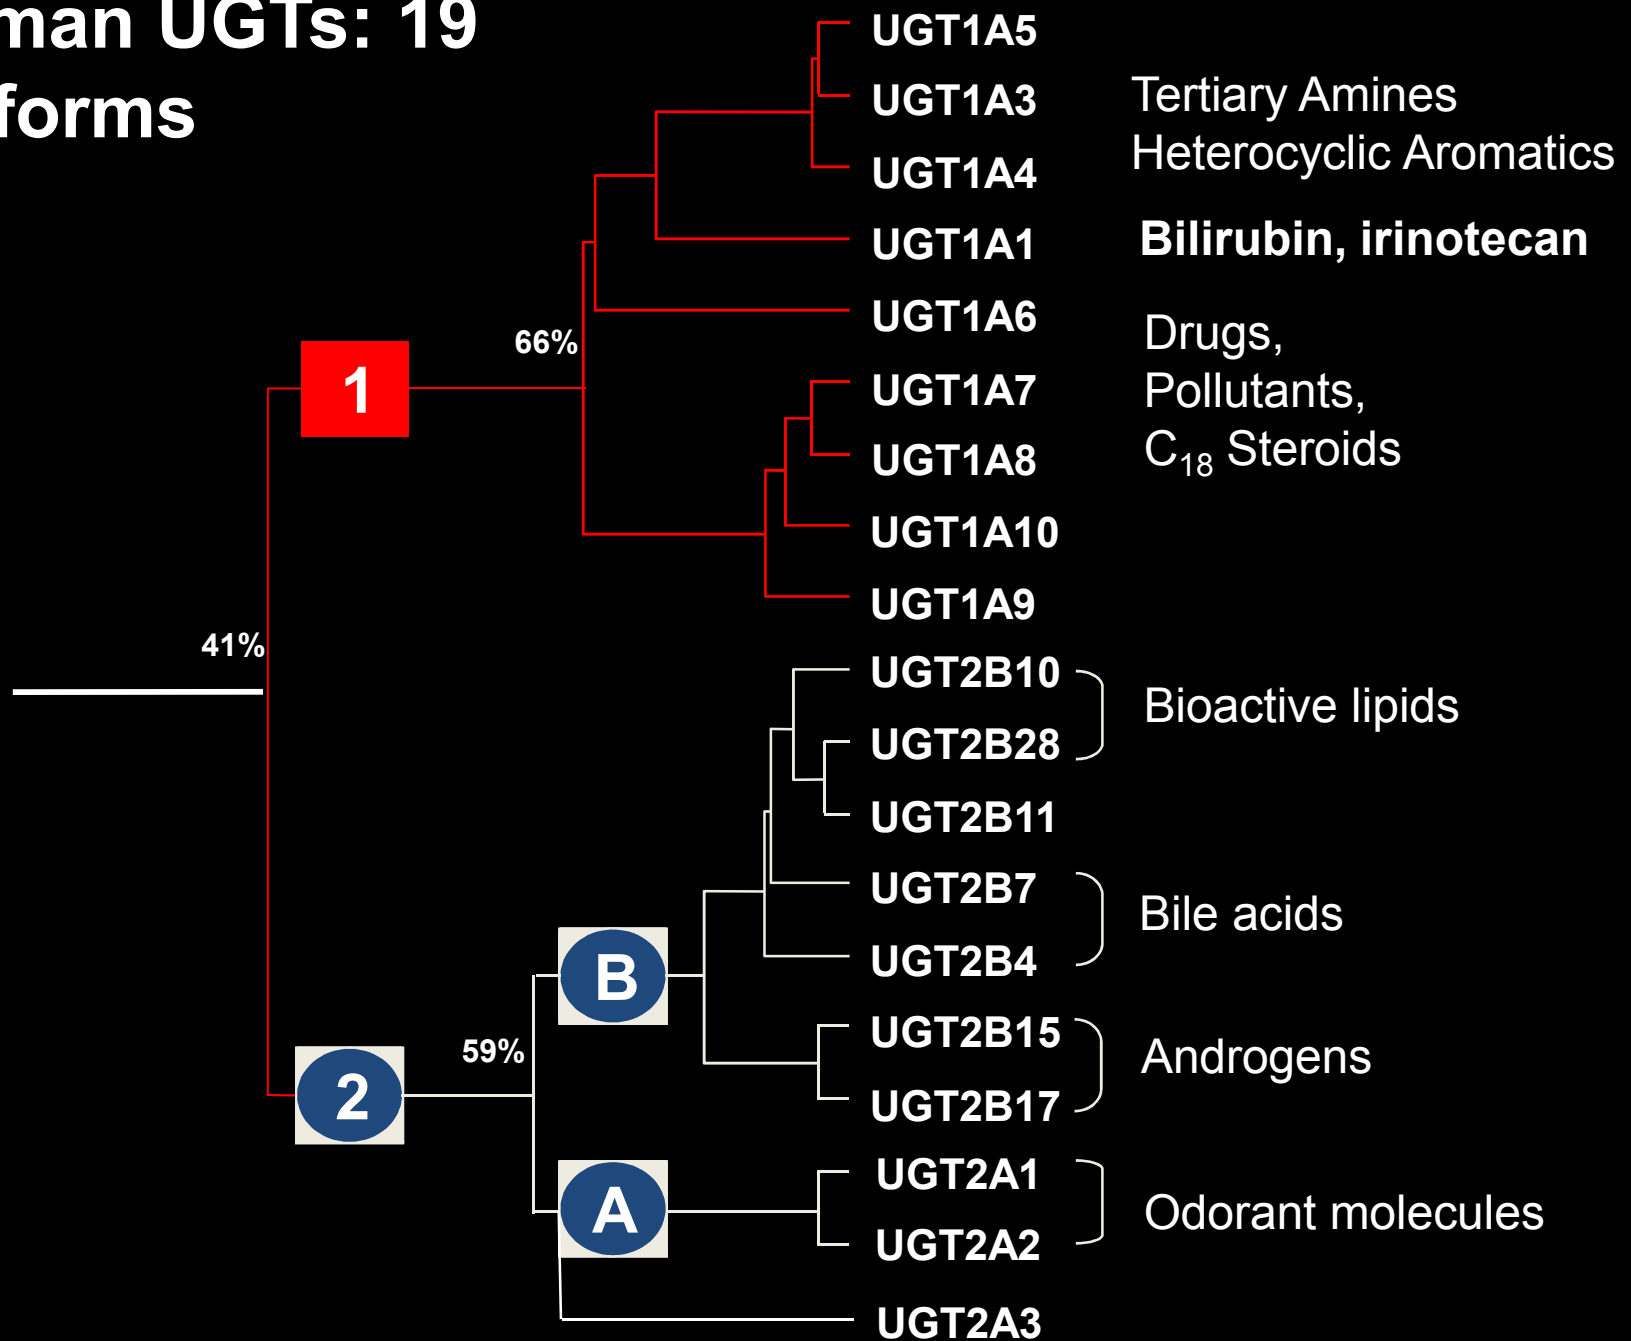 man UGTs: 19
forms
UGT1A5
UGT1A3
UGT1A4
Tertiary Amines
Heterocyclic Aromatics
UGT1A1
Bilirubin, irinotecan
UGT1A6
66%
1
Drugs,
Pollutants,
C₁₈ Steroids
UGT1A7
UGT1A8
UGT1A10
UGT1A9
41%
UGT2B10
UGT2B28
Bioactive lipids
UGT2B11
UGT2B7
UGT2B4
Bile acids
B
UGT2B15
UGT2B17
Androgens
59%
2
UGT2A1
UGT2A2
Odorant molecules
A
UGT2A3